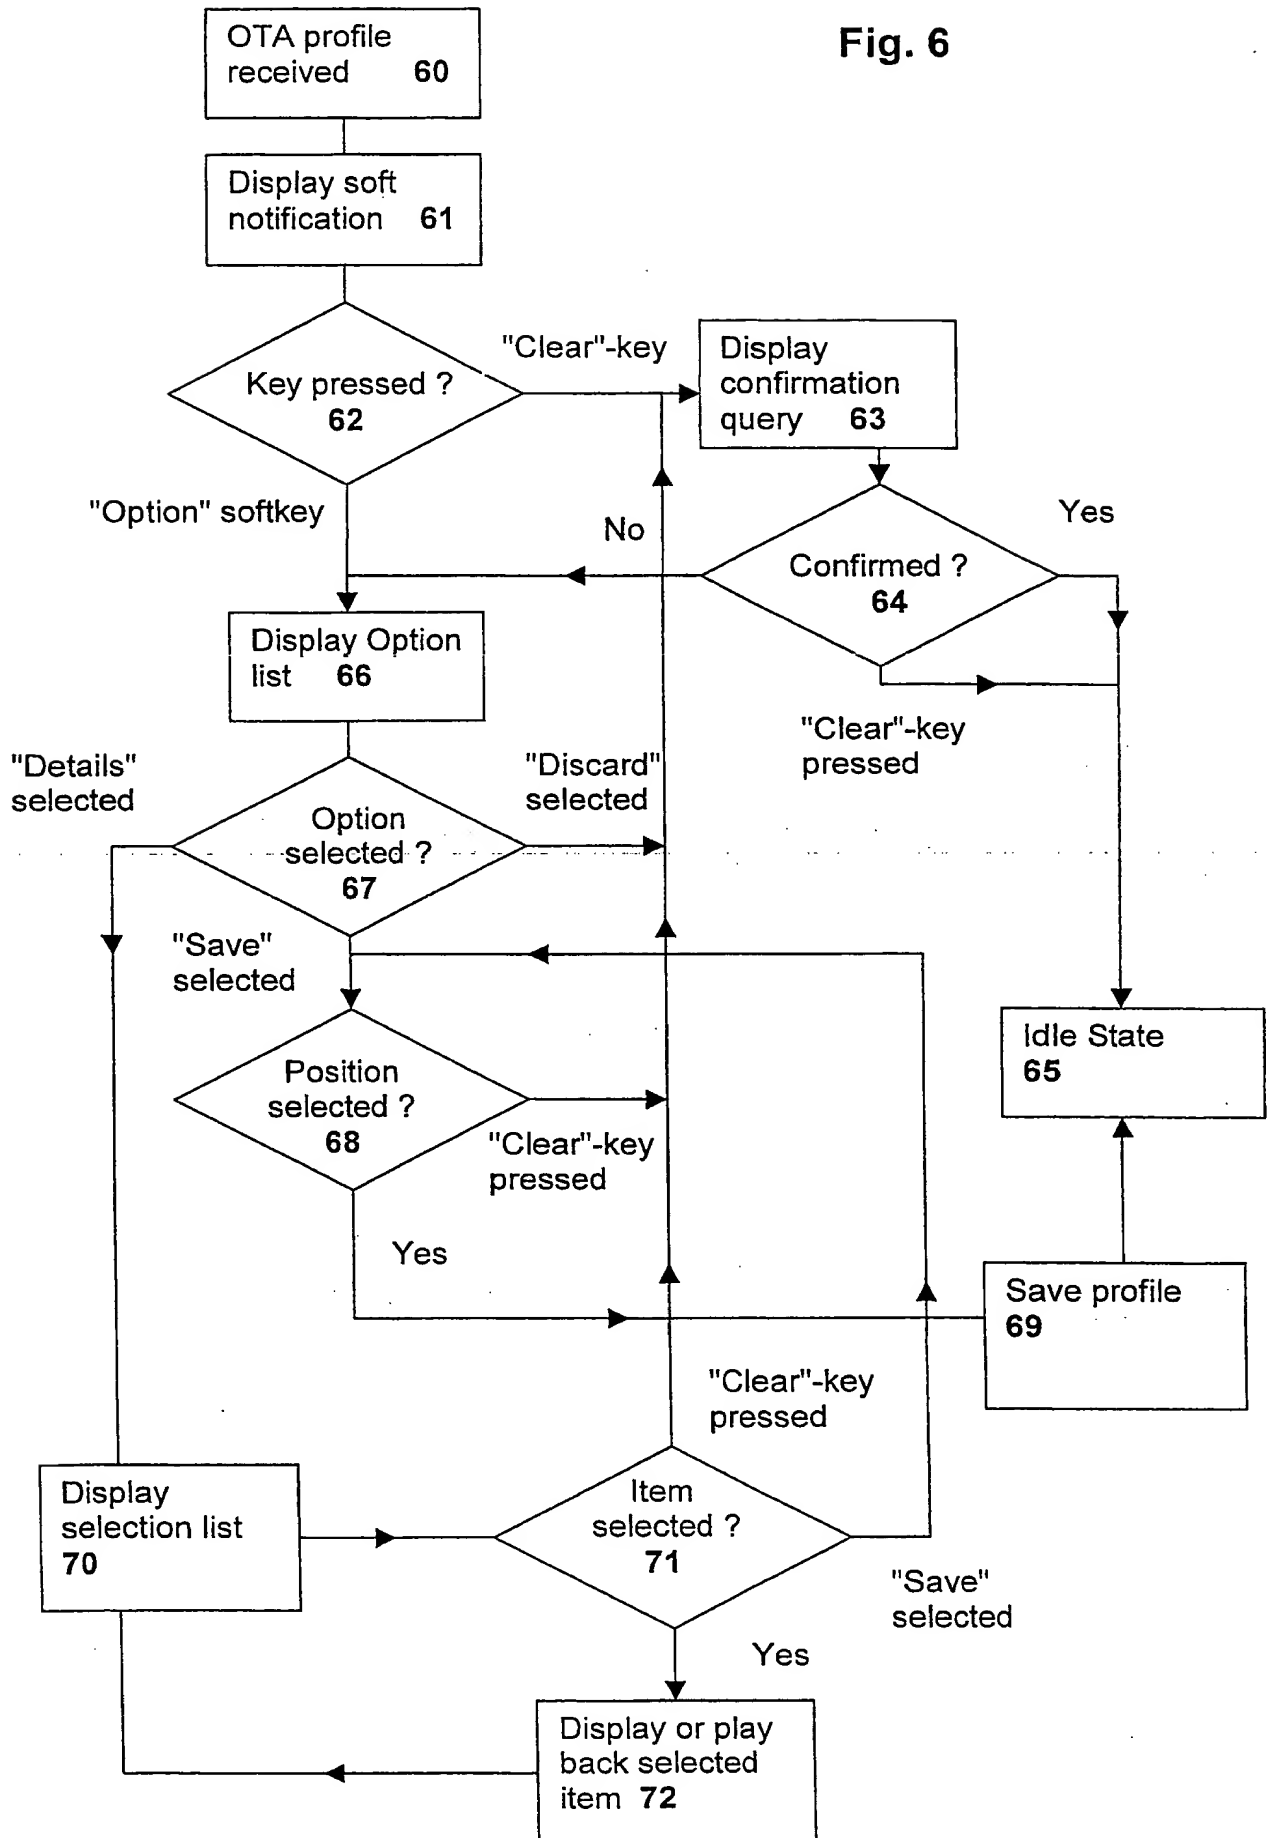 Fig. 6
OTA profile
received 60
Display soft
notification 61
Key pressed ?
62
"Clear"-key
Display
confirmation
query 63
"Option" softkey
No
Yes
Confirmed ?
64
Display Option
list 66
"Clear"-key
pressed
"Details"
selected
"Discard"
selected
Option
selected ?
67
"Save"
selected
Position
selected ?
68
"Clear"-key
pressed
Idle State
65
Yes
Save profile
69
"Clear"-key
pressed
Display
selection list
70
Item
selected ?
71
"Save"
selected
Yes
Display or play
back selected
item 72